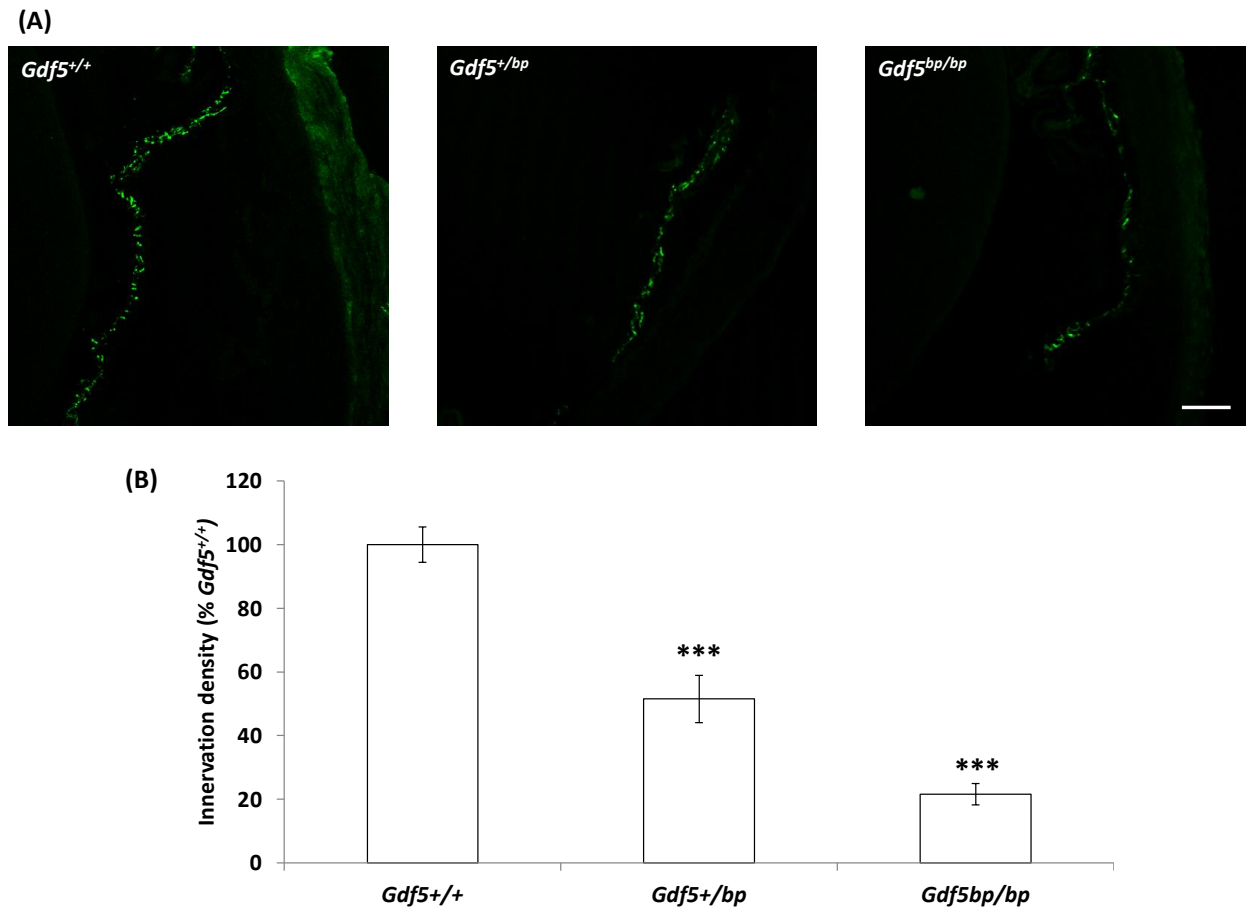 (A)
Gdf5+/+
Gdf5+/bp
Gdf5bp/bp
(B)
Innervation density (% Gdf5+/+)
120
100
80
60
40
20
0
***
***
Gdf5+/+
Gdf5+/bp
Gdf5bp/bp